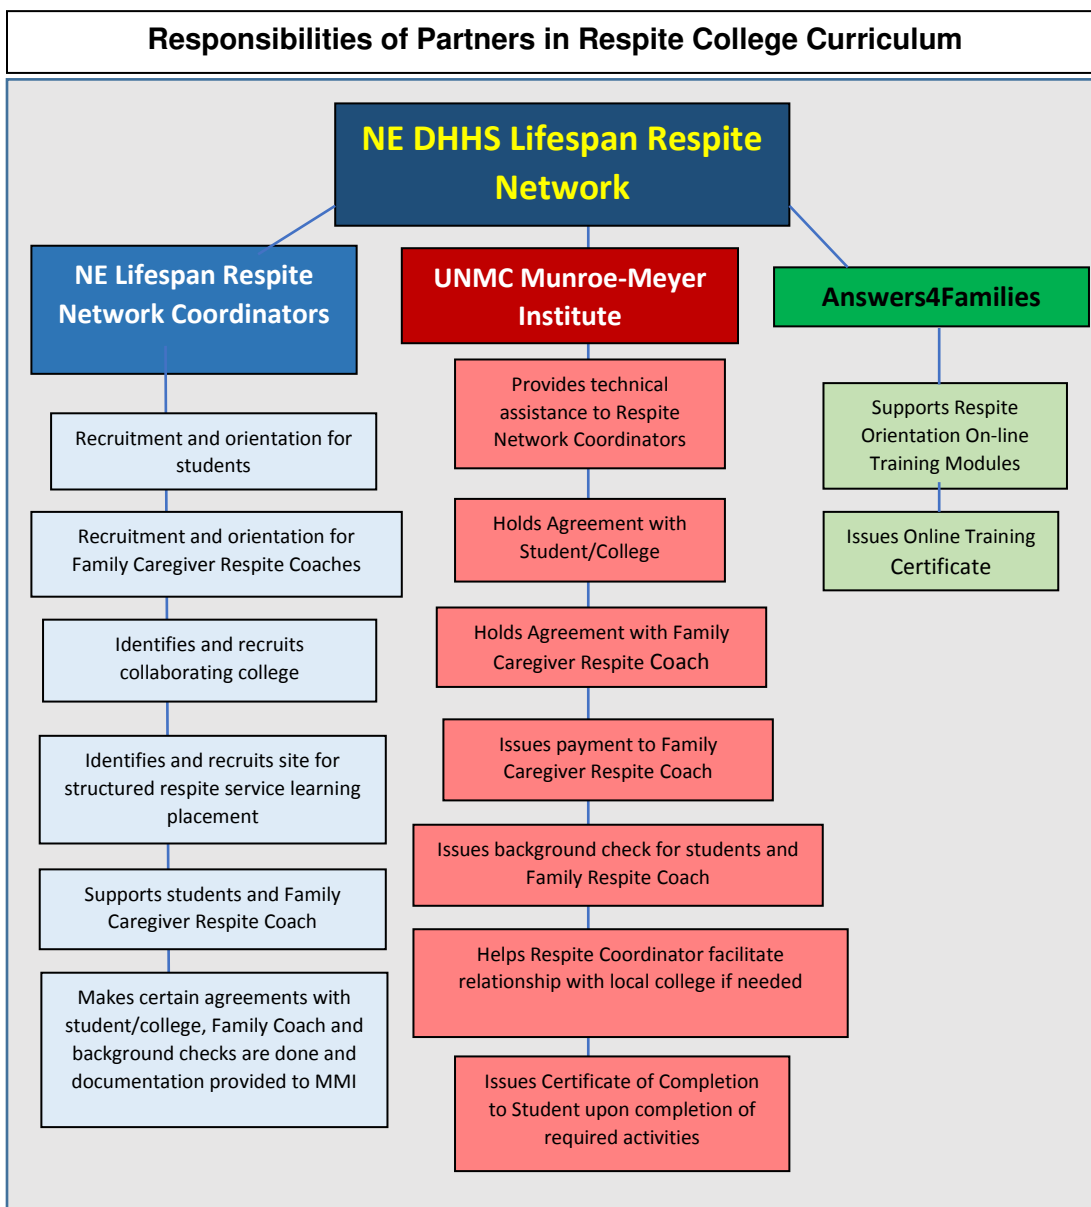 Responsibilities of Partners in Respite College Curriculum
NE DHHS Lifespan Respite
Network
NE Lifespan Respite
Network Coordinators
Recruitment and orientation for
students
Recruitment and orientation for
Family Caregiver Respite Coaches
Identifies and recruits
collaborating college
Identifies and recruits site for
structured respite service learning
placement
Supports students and Family
Caregiver Respite Coach
Makes certain agreements with
student/college, Family Coach and
background checks are done and
documentation provided to MMI
UNMC Munroe-Meyer
Institute
Provides technical
assistance to Respite
Network Coordinators
Holds Agreement with
Student/College
Holds Agreement with Family
Caregiver Respite Coach
Issues payment to Family
Caregiver Respite Coach
Issues background check for students and
Family Respite Coach
Helps Respite Coordinator facilitate
relationship with local college if needed
Issues Certificate of Completion
to Student upon completion of
required activities
Answers4Families
Supports Respite
Orientation On-line
Training Modules
Issues Online Training
Certificate